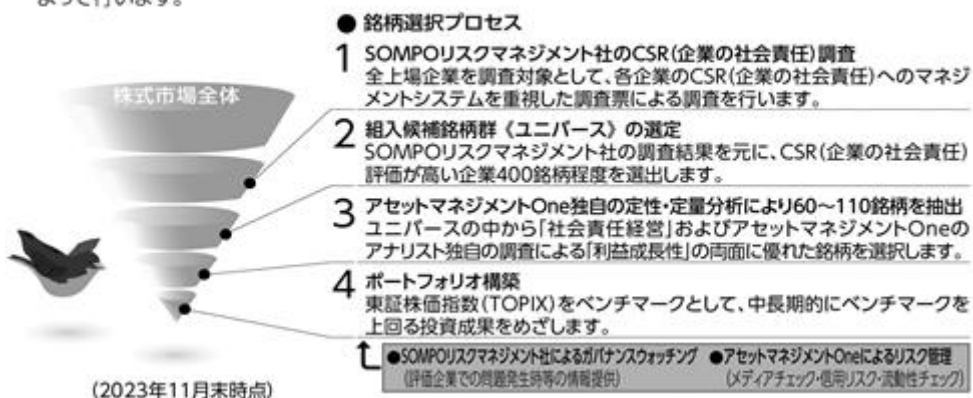 よって行います。
● 銘柄選択プロセス
株式市場全体
1 SOMPOリスクマネジメント社のCSR(企業の社会責任)調査
全上場企業を調査対象として、各企業のCSR(企業の社会責任)へのマネジ
メントシステムを重視した調査票による調査を行います。
2 組入候補銘柄群《ユニバース》の選定
SOMPOリスクマネジメント社の調査結果を元に、CSR(企業の社会責任)
評価が高い企業400銘柄程度を選出します。
3 アセットマネジメントOne独自の定性・定量分析により60～110銘柄を抽出
ユニバースの中から「社会責任経営」およびアセットマネジメントOneの
アナリスト独自の調査による「利益成長性」の両面に優れた銘柄を選択します。
4 ポートフォリオ構築
東証株価指数(TOPIX)をベンチマークとして、中長期的にベンチマークを
上回る投資成果をめざします。
●SOMPOリスクマネジメント社によるガバナンスウォッチング ●アセットマネジメントOneによるリスク管理
(評価企業での問題発生時等の情報提供) (メディアチェック・信用リスク・流動性チェック)
(2023年11月末時点)